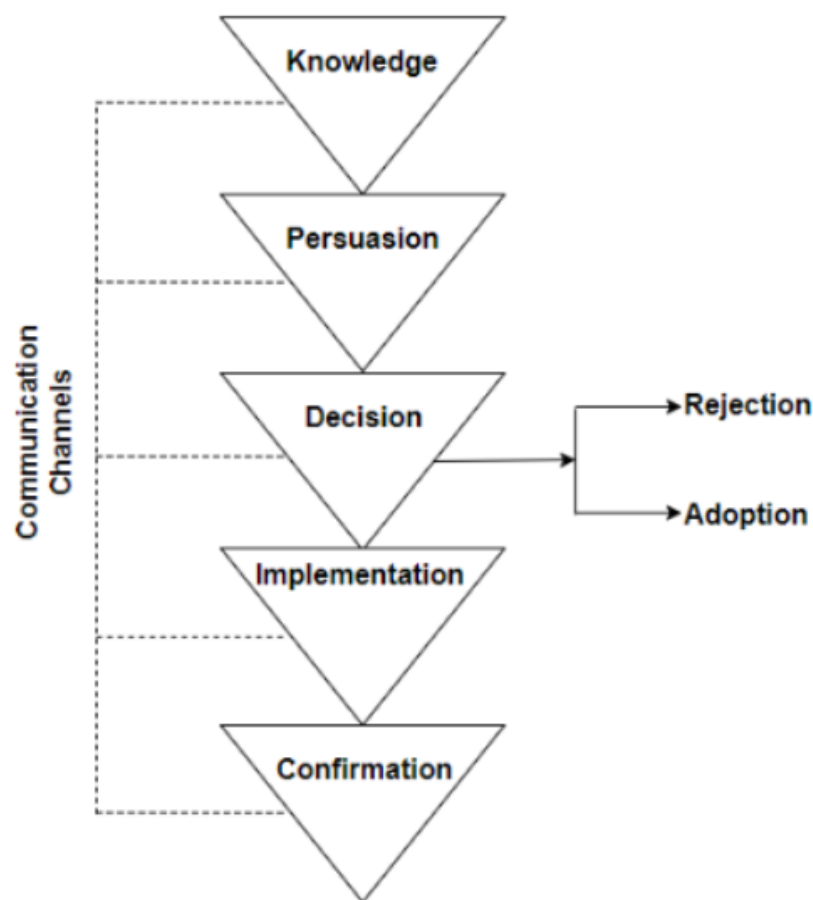 Knowledge
Persuasion
Communication
Channels
Decision
Rejection
Adoption
Implementation
Confirmation